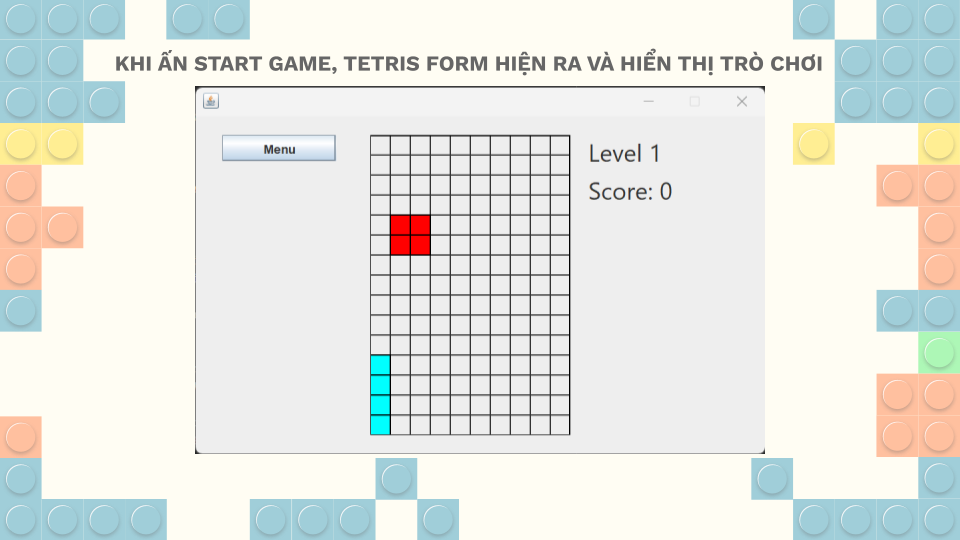 KHI ẤN START GAME, TETRIS FORM HIỆN RA VÀ HIỂN THỊ TRÒ CHƠI
Menu
Level 1
Score: 0